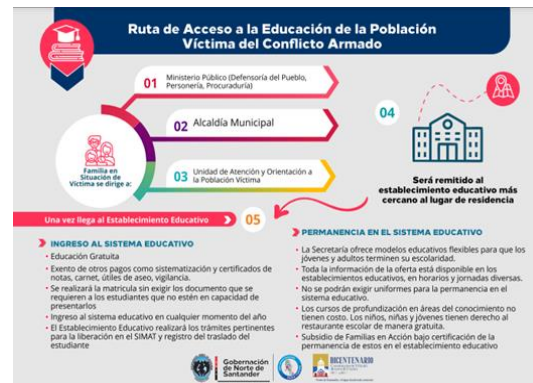 Ruta de Acceso a la Educación de la Población
Víctima del Conflicto Armado
01
Ministerio Público (Defensoría del Pueblo,
Personería, Procuraduría)
02
Alcaldía Municipal
03
Unidad de Atención y Orientación a
la Población Víctima
Familia en
Situación de
Víctima se dirige a:
04
Será remitido al
establecimiento educativo más
cercano al lugar de residencia
Una vez llega al Establecimiento Educativo
05
INGRESO AL SISTEMA EDUCATIVO
• Educación Gratuita
• Exento de otros pagos como sistematización y certificados
de notas, carnet, útiles de aseo, vigilancia.
• Se realizará la matricula sin exigir los documento que se
requieren a los estudiantes que no estén en capacidad de
presentarlos
• Ingreso al sistema educativo en cualquier momento del año
• El Establecimiento Educativo realizará los trámites pertinentes
para la liberación en el SIMAT y registro del traslado del
estudiante
PERMANENCIA EN EL SISTEMA EDUCATIVO
• La Secretaría ofrece modelos educativos flexibles para que los
jóvenes y adultos terminen su escolaridad.
• Toda la información de la oferta está disponible en los
establecimientos educativos, en horarios y jornadas diversas.
• No se podrán exigir uniformes para la permanencia en el
sistema educativo.
• Los cursos de profundización en áreas del conocimiento no
tienen costo. Los niños, niñas y jóvenes tienen derecho al
restaurante escolar de manera gratuita.
• Subsidio de Familias en Acción bajo certificación de la
permanencia de estos en el establecimiento educativo
Gobernación
de Norte de
Santander
BICENTENARIO